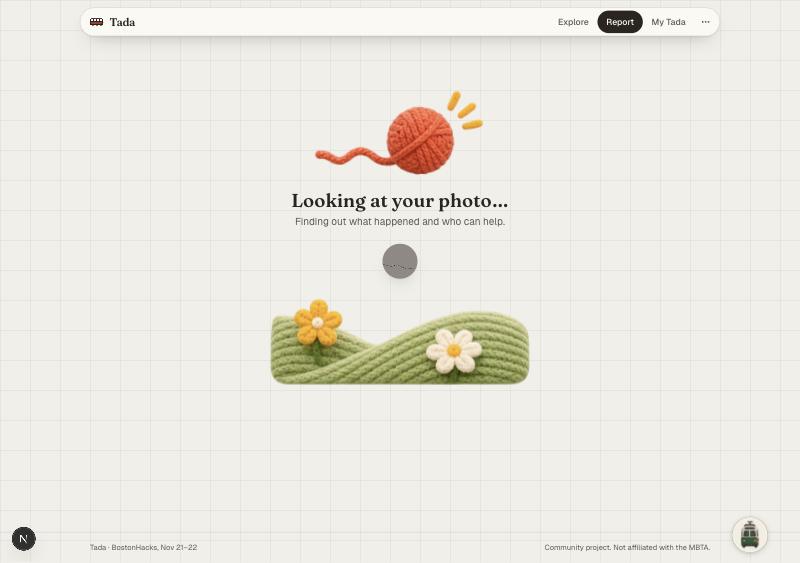 Tada
Explore
Report
My Tada
Looking at your photo...
Finding out what happened and who can help.
N
Tada · BostonHacks, Nov 21–22
Community project. Not affiliated with the MBTA.